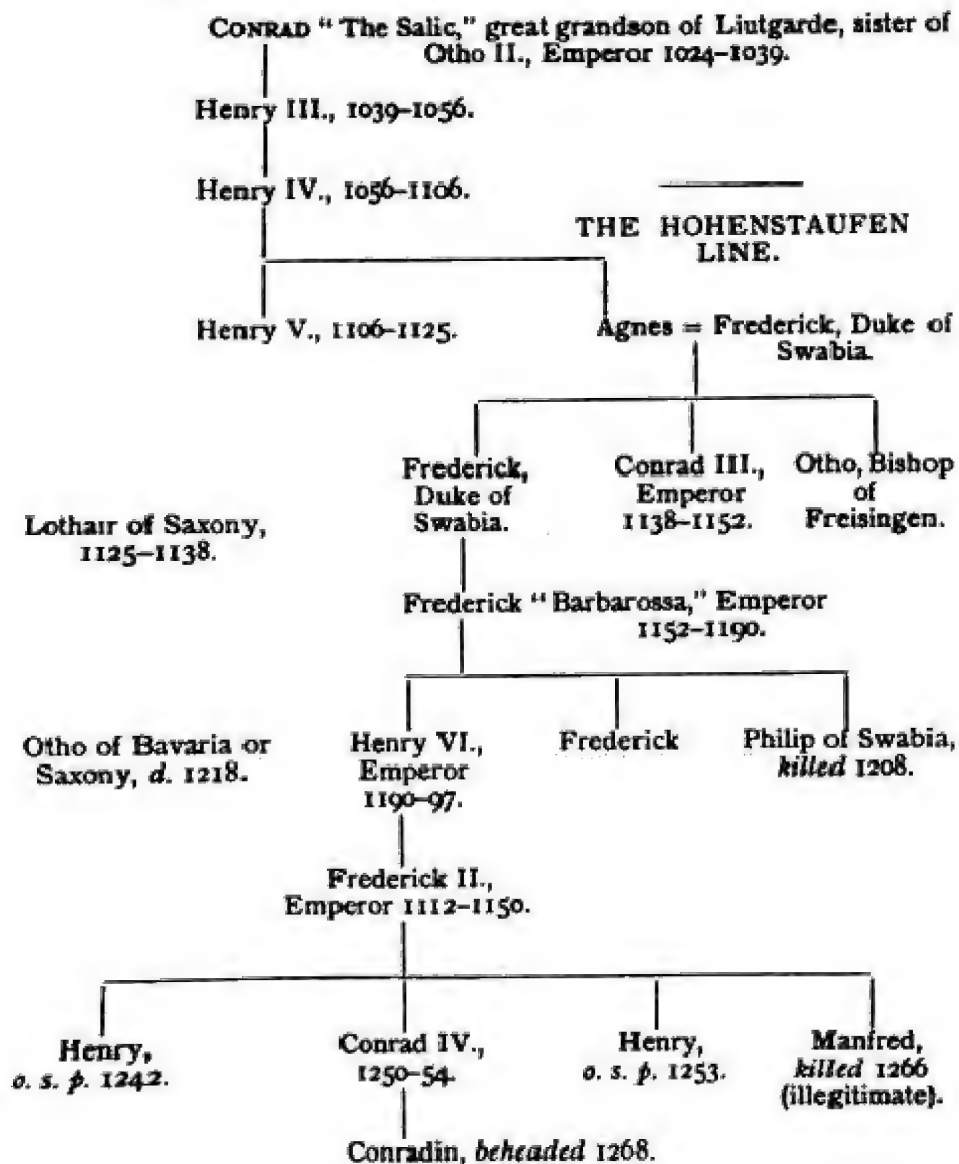 CONRAD “ The Salic,” great grandson of Liutgarde, sister of
Otho II., Emperor 1024–1039.
Henry III., 1039–1056.
Henry IV., 1056–1106.
THE HOHENSTAUFEN
LINE.
Henry V., 1106–1125.
Agnes = Frederick, Duke of
Swabia.
Frederick,
Duke of
Swabia.
Conrad III.,
Emperor
1138–1152.
Otho, Bishop
of
Freisingen.
Lothair of Saxony,
1125–1138.
Frederick “ Barbarossa,” Emperor
1152–1190.
Otho of Bavaria or
Saxony, d. 1218.
Henry VI.,
Emperor
1190–97.
Frederick
Philip of Swabia,
killed 1208.
Frederick II.,
Emperor 1112–1150.
Henry,
o. s. p. 1242.
Conrad IV.,
1250–54.
Henry,
o. s. p. 1253.
Manfred,
killed 1266
(illegitimate).
Conradin, beheaded 1268.